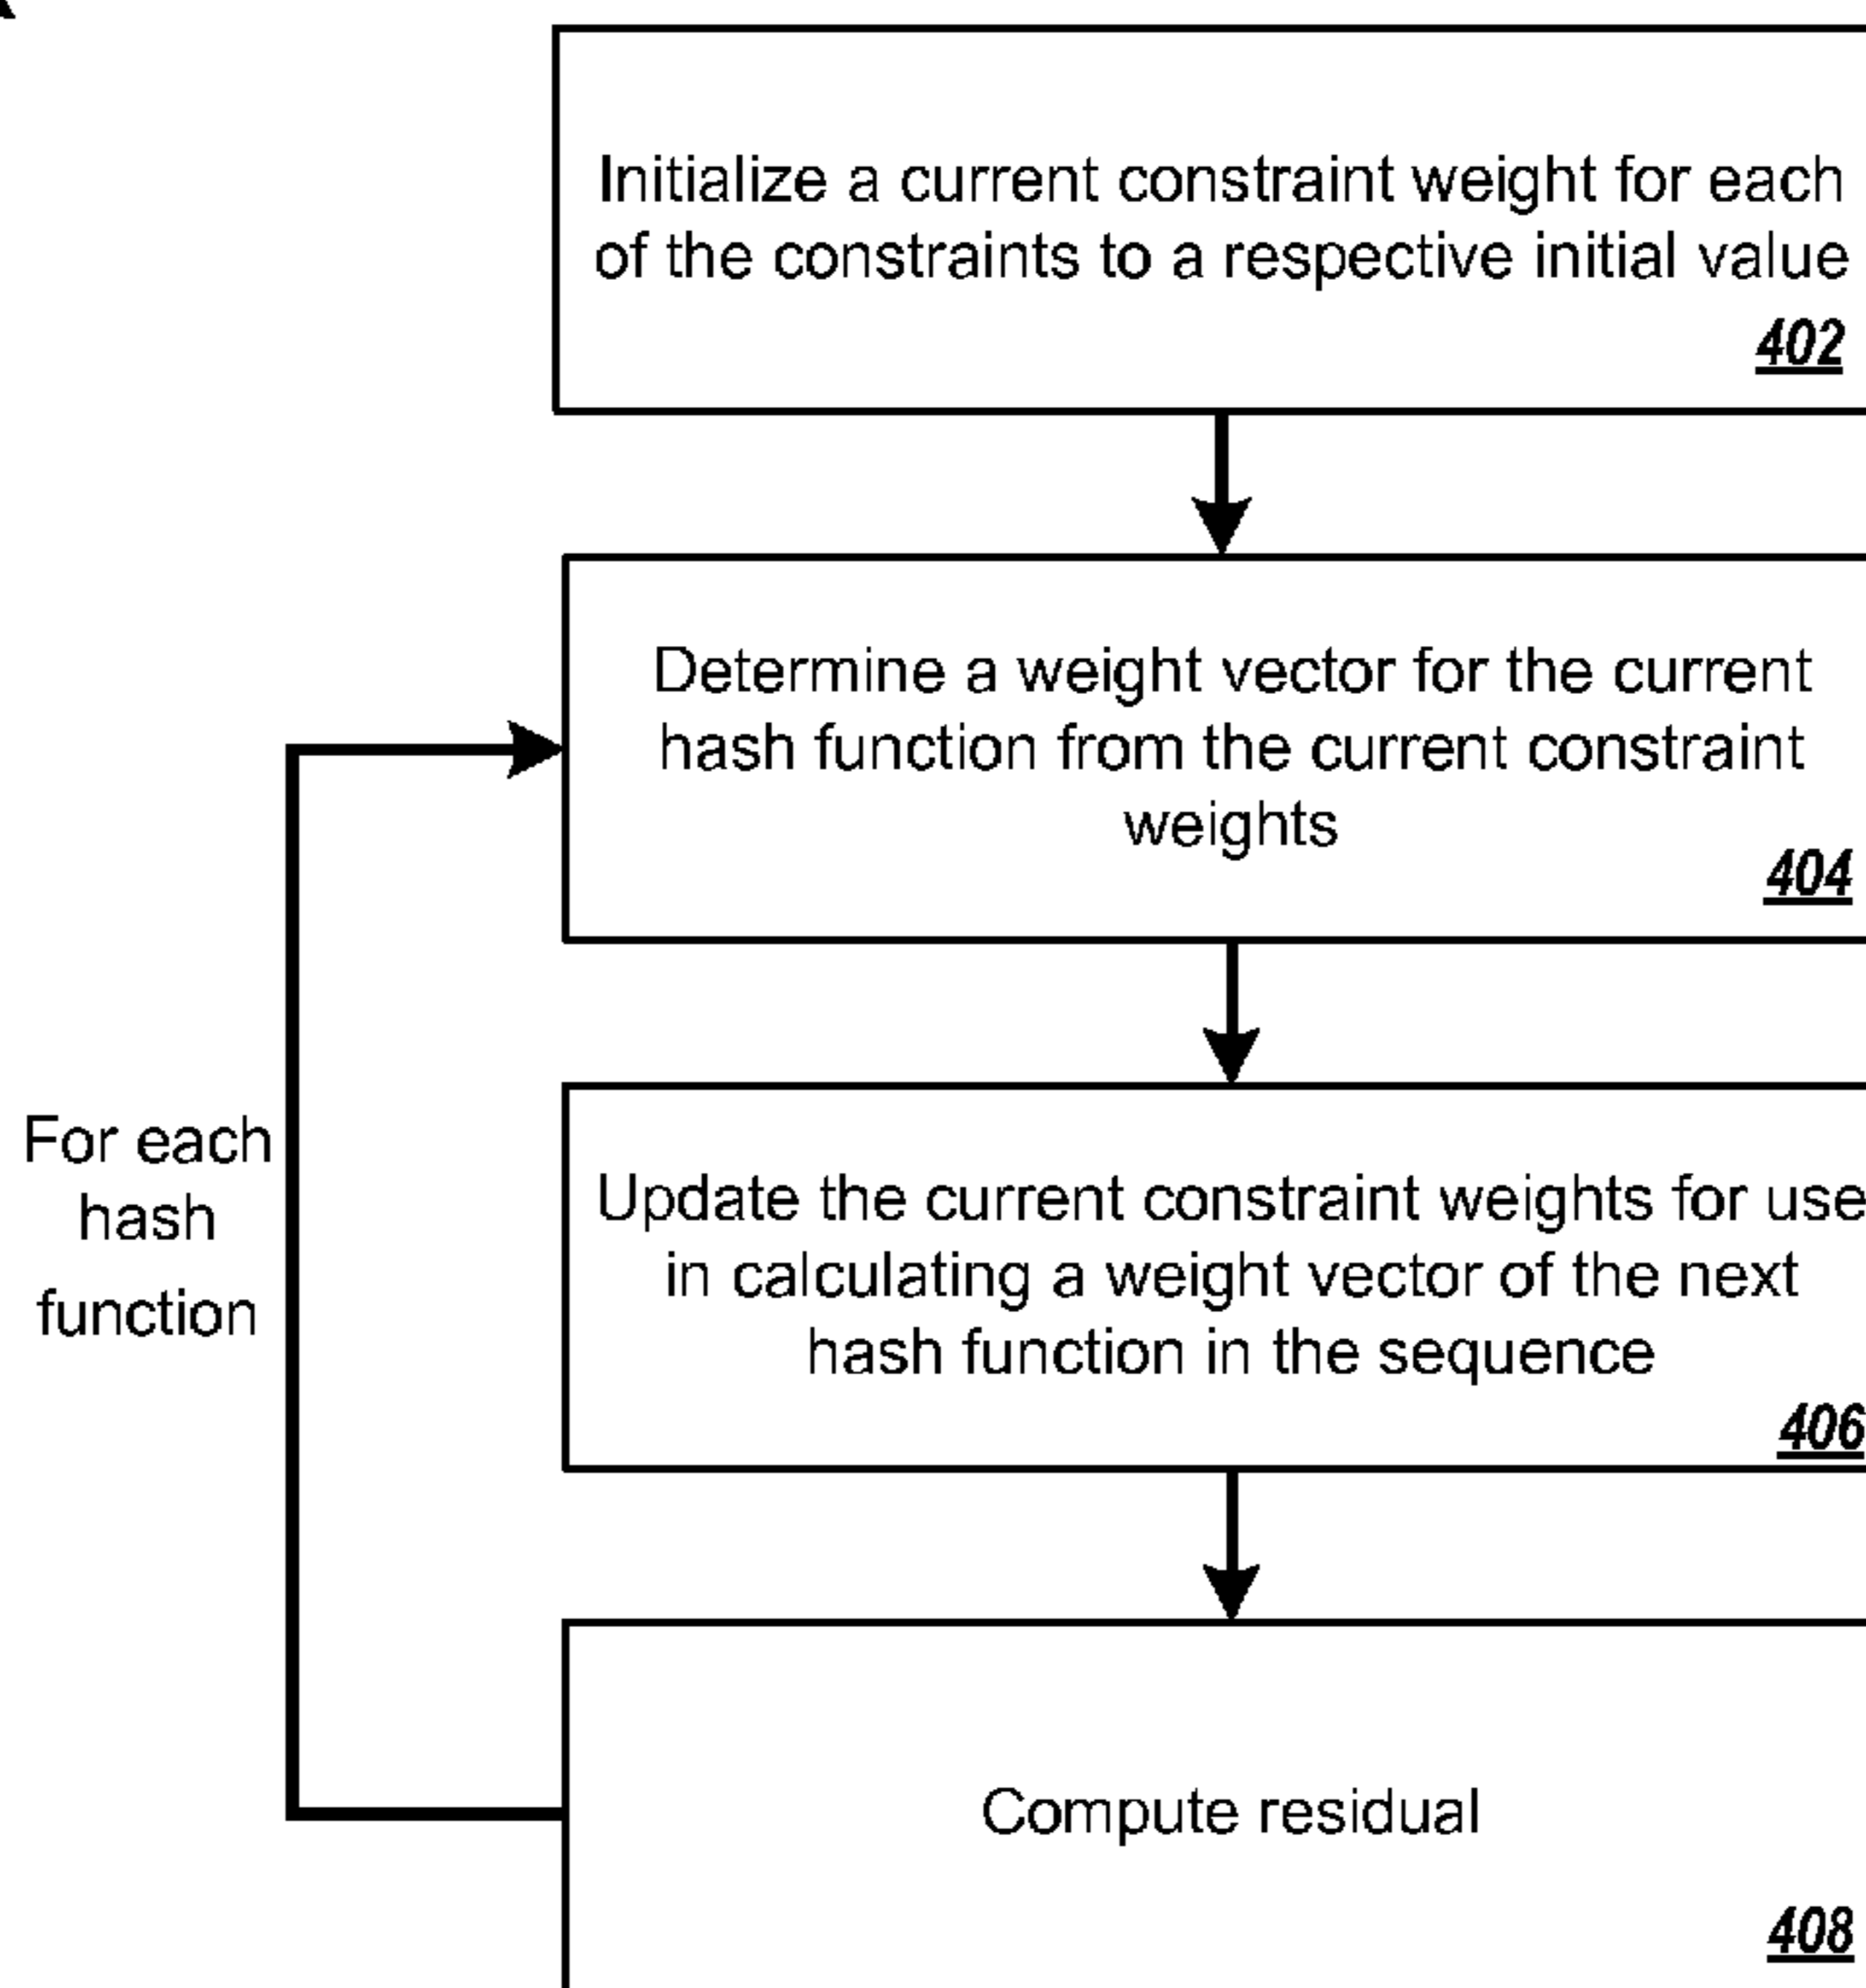 Initialize a current constraint weight for each
of the constraints to a respective initial value
402
Determine a weight vector for the current
hash function from the current constraint
weights
404
For each
hash
function
Update the current constraint weights for use
in calculating a weight vector of the next
hash function in the sequence
406
Compute residual
408